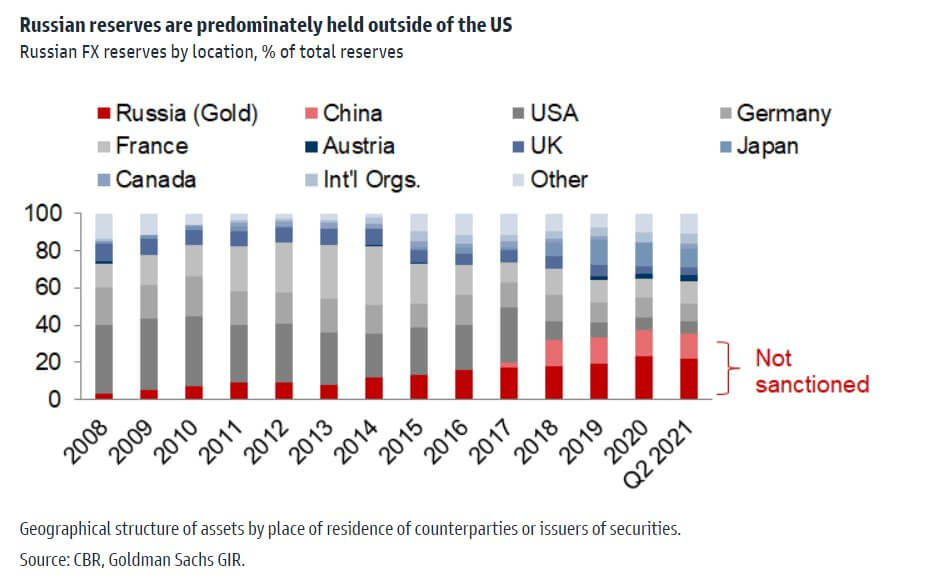 Russian reserves are predominately held outside of the US
Russian FX reserves by location, % of total reserves
Russia (Gold) China USA Germany
France Austria UK Japan
Canada Int'l Orgs. Other
100
80
60
40
20
0
Not
sanctioned
2008 2009 2010 2011 2012 2013 2014 2015 2016 2017 2018 2019 2020 Q2 2021
Geographical structure of assets by place of residence of counterparties or issuers of securities.
Source: CBR, Goldman Sachs GIR.